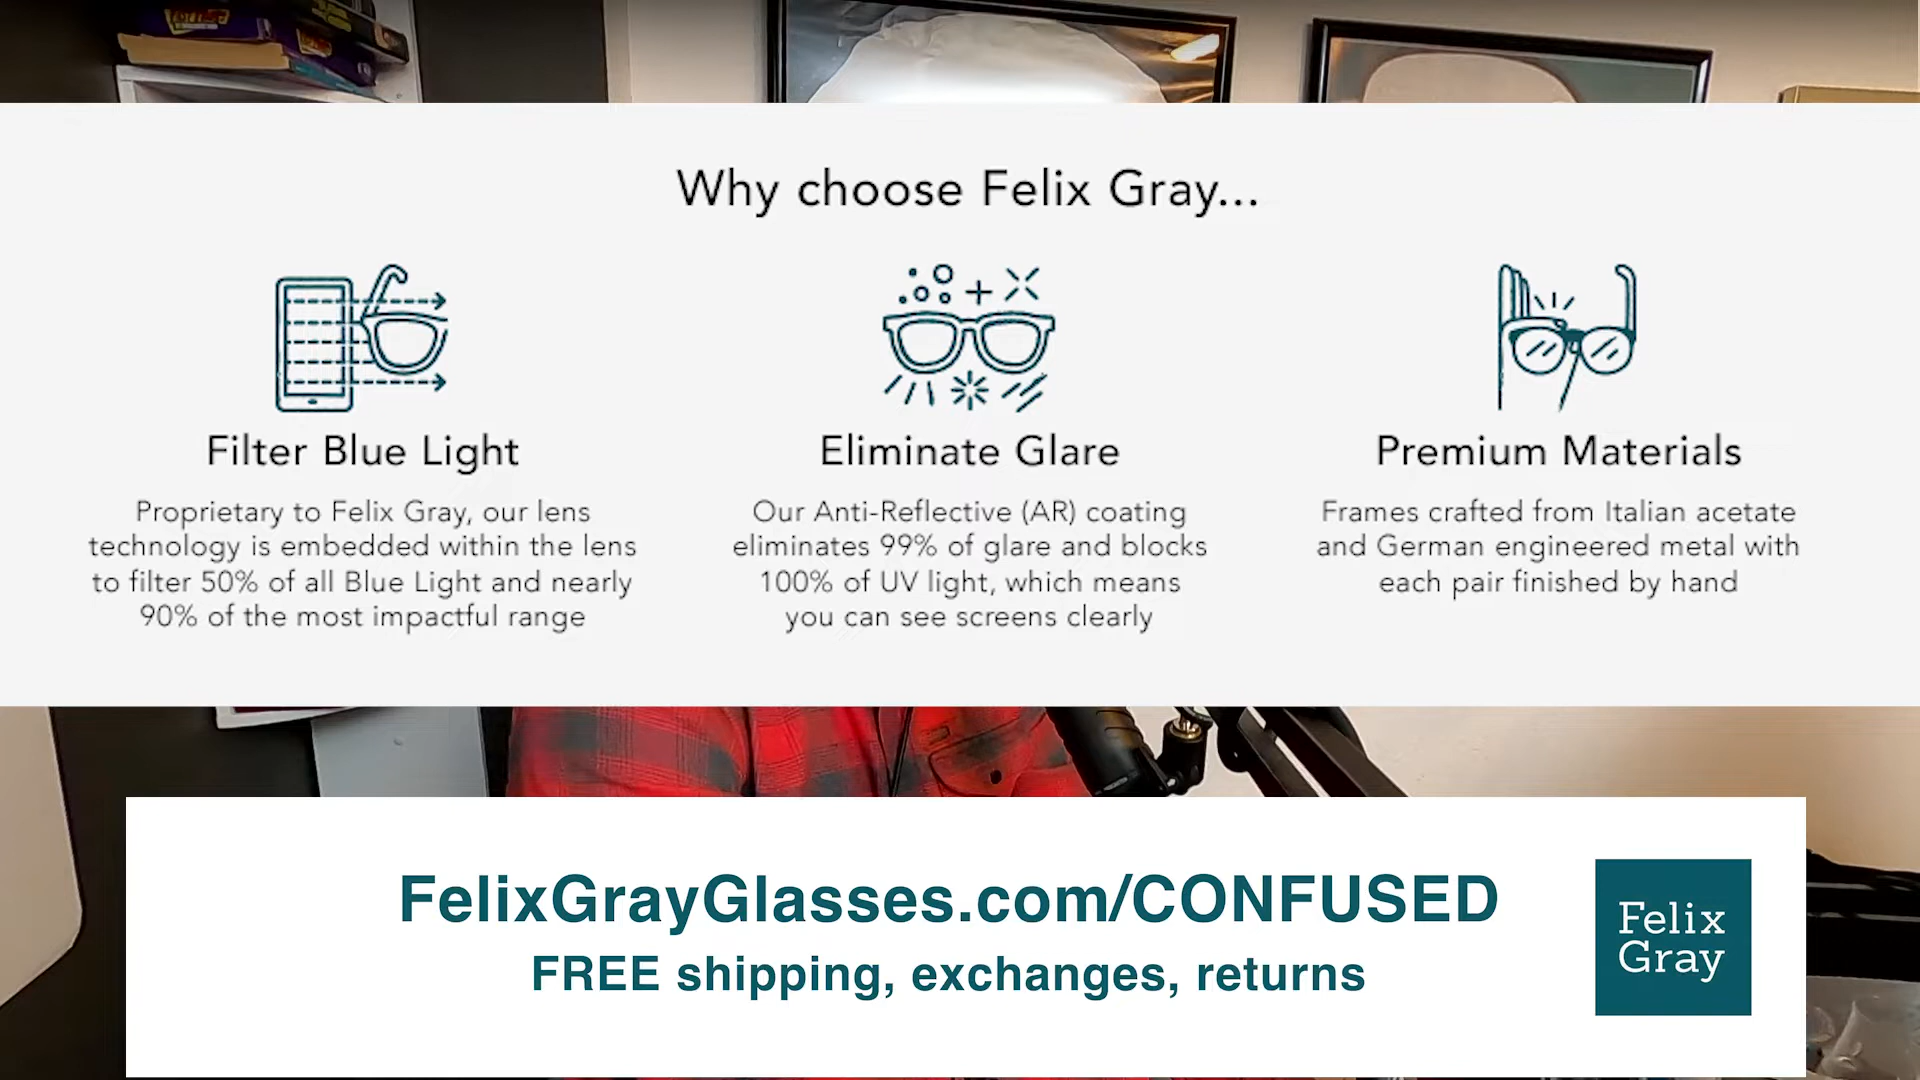 Why choose Felix Gray...
Filter Blue Light
Proprietary to Felix Gray, our lens
technology is embedded within the lens
to filter 50% of all Blue Light and nearly
90% of the most impactful range
Eliminate Glare
Our Anti-Reflective (AR) coating
eliminates 99% of glare and blocks
100% of UV light, which means
you can see screens clearly
Premium Materials
Frames crafted from Italian acetate
and German engineered metal with
each pair finished by hand
FelixGrayGlasses.com/CONFUSED
FREE shipping, exchanges, returns
Felix
Gray